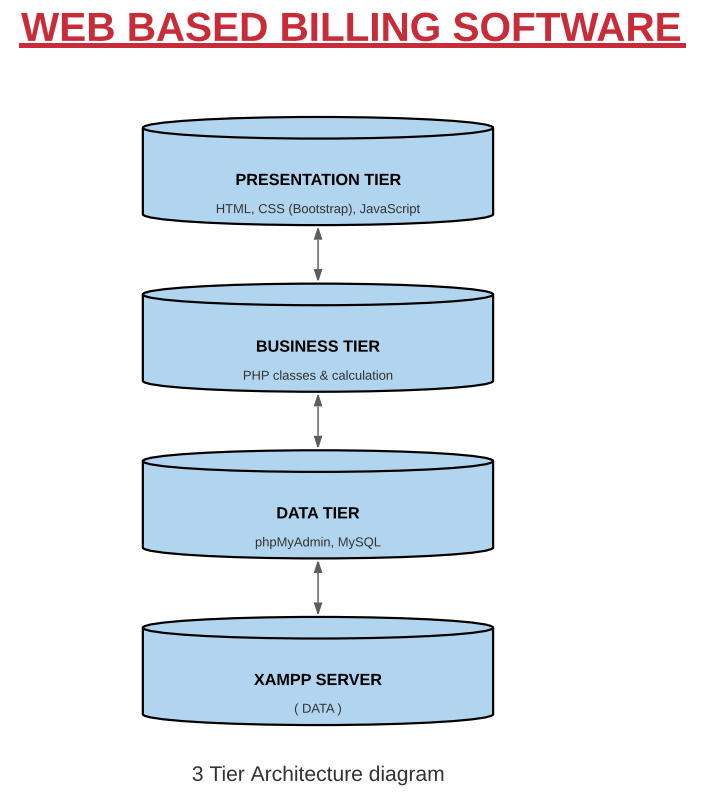 WEB BASED BILLING SOFTWARE
PRESENTATION TIER
HTML, CSS (Bootstrap), JavaScript
BUSINESS TIER
PHP classes & calculation
DATA TIER
phpMyAdmin, MySQL
XAMPP SERVER
( DATA )
3 Tier Architecture diagram